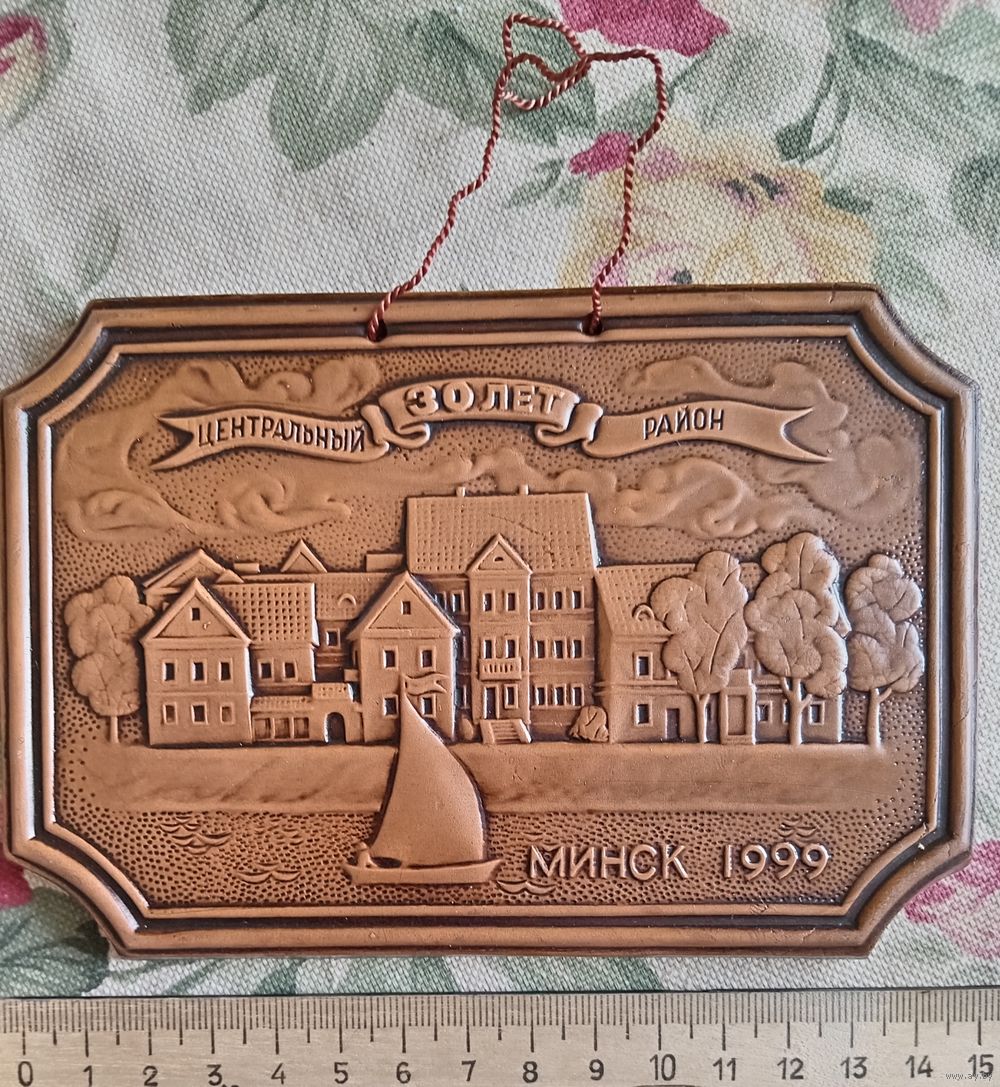 30 ЛЕТ
ЦЕНТРАЛЬНЫЙ РАЙОН
МИНСК 1999
0 1 2 3 4 5 6 7 8 9 10 11 12 13 14 15